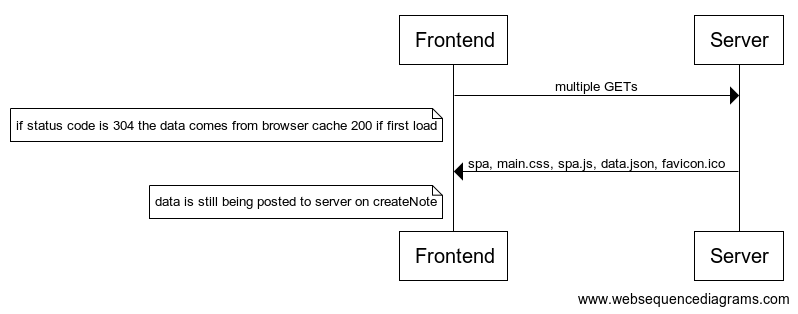 Frontend
Server
multiple GETs
if status code is 304 the data comes from browser cache 200 if first load
spa, main.css, spa.js, data.json, favicon.ico
data is still being posted to server on createNote
Frontend
Server
www.websequencediagrams.com